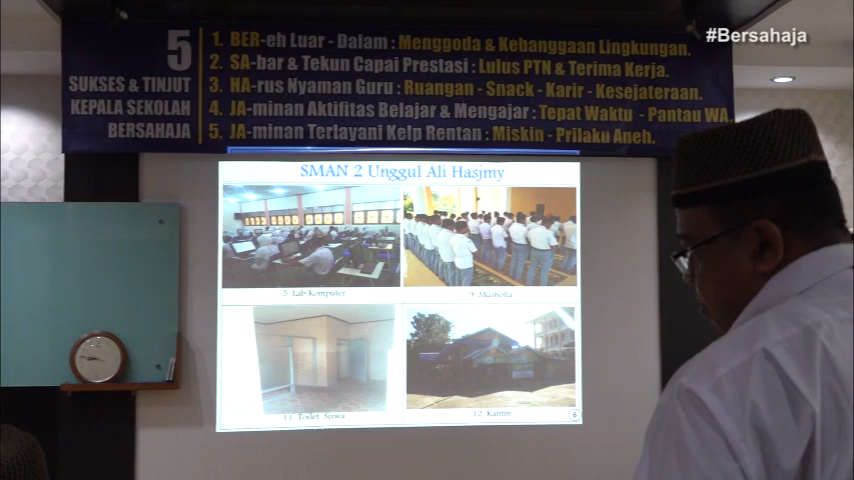 #Bersahaja
5
SUKSES & TINJUT
KEPALA SEKOLAH
BERSAHAJA
1. BER-eh Luar - Dalam : Menggoda & Kebanggaan Lingkungan.
2. SA-bar & Tekun Capai Prestasi : Lulus PTN & Terima Kerja.
3. HA-rus Nyaman Guru : Ruangan - Snack - Karir - Kesejateraan.
4. JA-minan Aktifitas Belajar & Mengajar : Tepat Waktu - Pantau WA.
5. JA-minan Terlayani Kelp Rentan : Miskin - Prilaku Aneh.
SMAN 2 Unggul Ali Hasjmy
5 Lab Komputer
9 Musholla
11 Toilet Siswa
12 Kantin
6